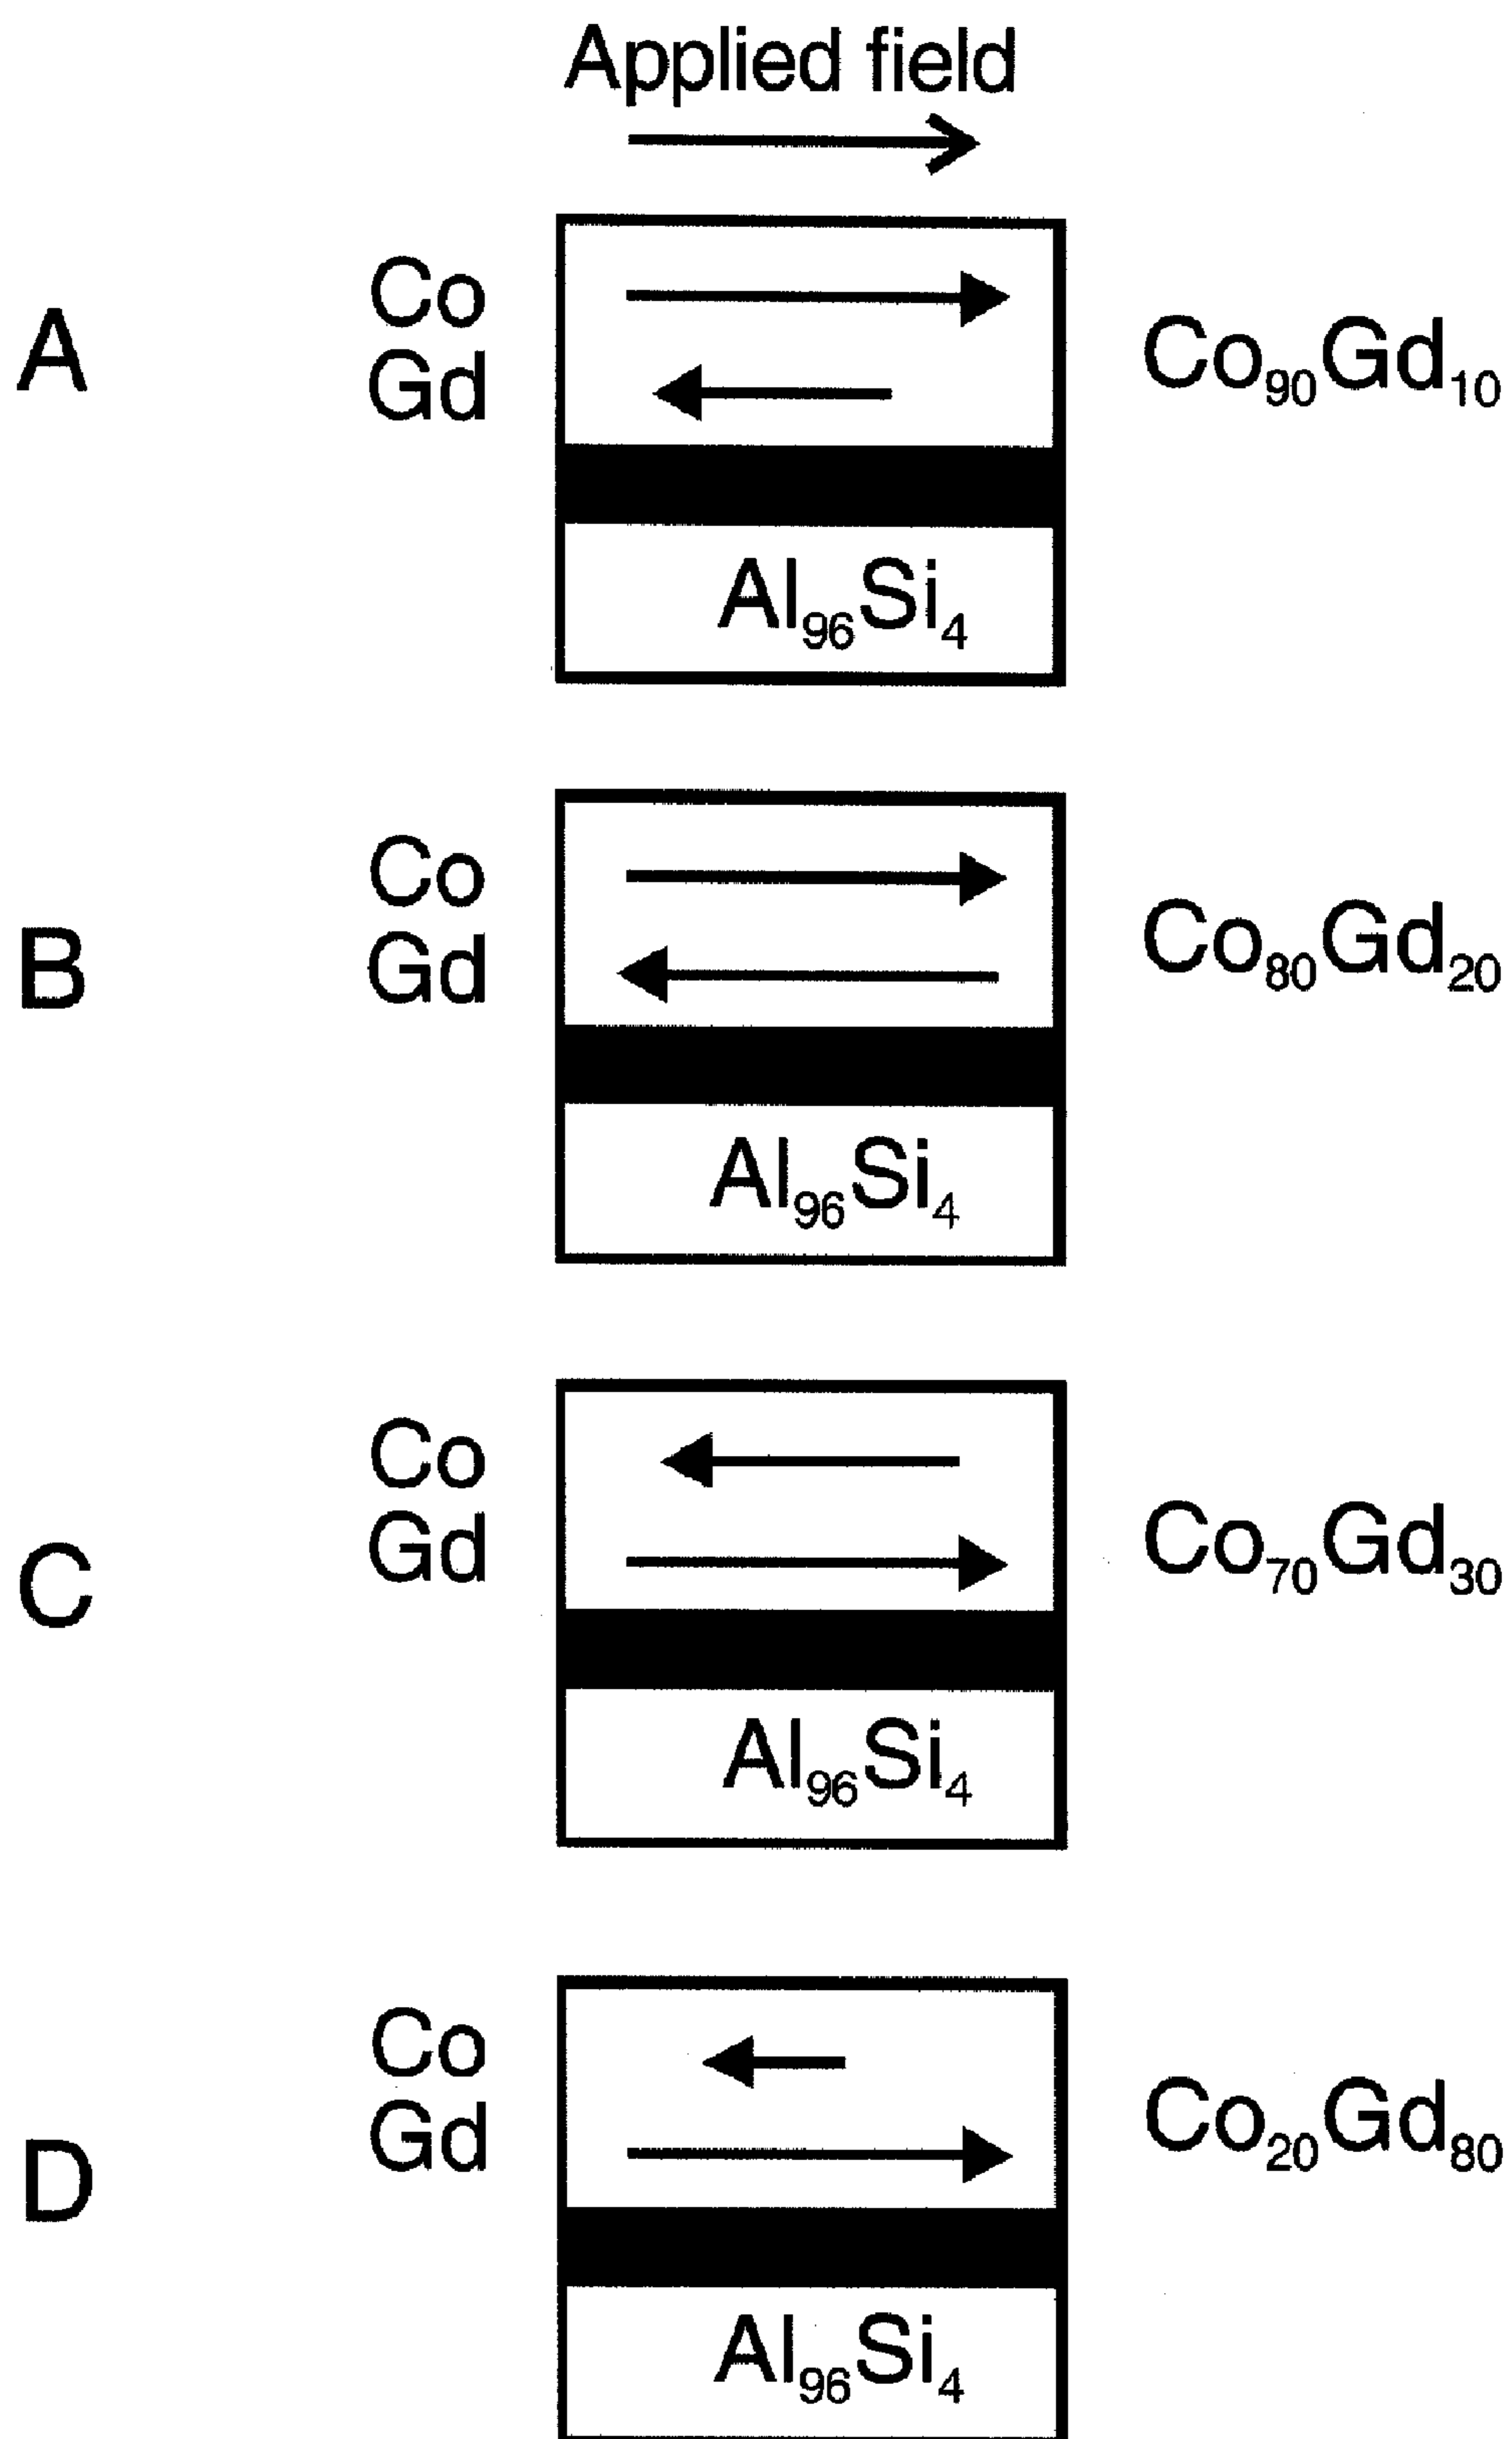 Applied field
A
Co
Gd
Co₉₀Gd₁₀
Al₉₆Si₄
B
Co
Gd
Co₈₀Gd₂₀
Al₉₆Si₄
C
Co
Gd
Co₇₀Gd₃₀
Al₉₆Si₄
D
Co
Gd
Co₂₀Gd₈₀
Al₉₆Si₄